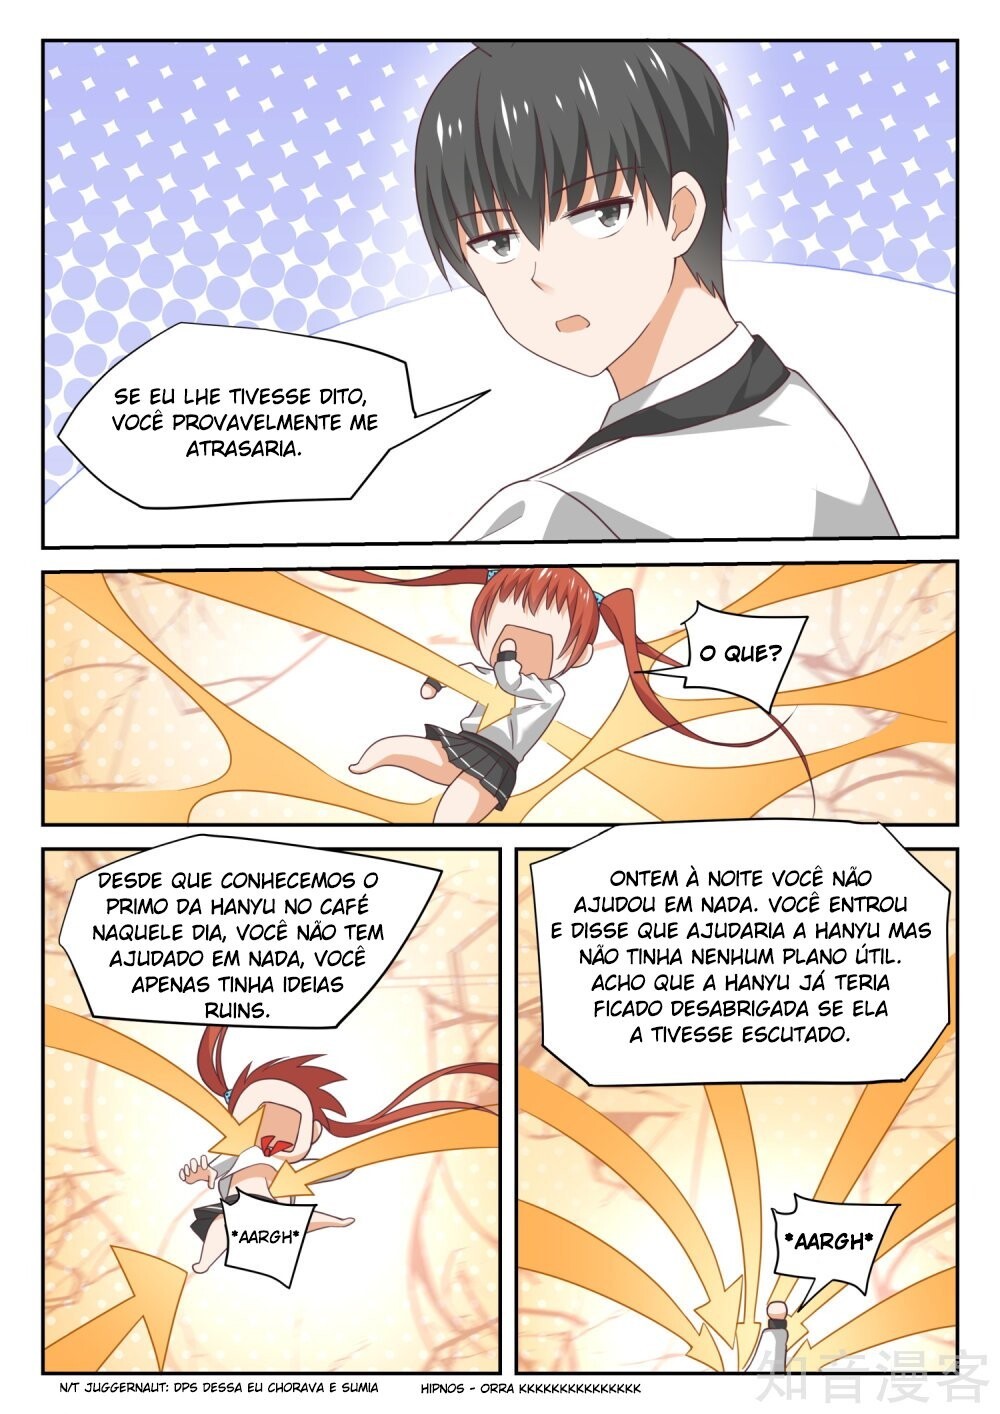 SE EU LHE TIVESSE DITO,
VOCÊ PROVAVELMENTE ME
ATRASARIA.
O QUE?
DESDE QUE CONHECEMOS O
PRIMO DA HANYU NO CAFÉ
NAQUELE DIA, VOCÊ NÃO TEM
AJUDADO EM NADA, VOCÊ
APENAS TINHA IDEIAS
RUINS.
*AARGH*
ONTEM À NOITE VOCÊ NÃO
AJUDOU EM NADA. VOCÊ ENTROU
E DISSE QUE AJUDARIA A HANYU MAS
NÃO TINHA NENHUM PLANO ÚTIL.
ACHO QUE A HANYU JÁ TERIA
FICADO DESABRIGADA SE ELA
A TIVESSE ESCUTADO.
*AARGH*
N/T JUGGERNAUT: DPS DESSA EU CHORAVA E SUMIA
HIPNOS - ORRA KKKKKKKKKKKKKKK
知音漫客